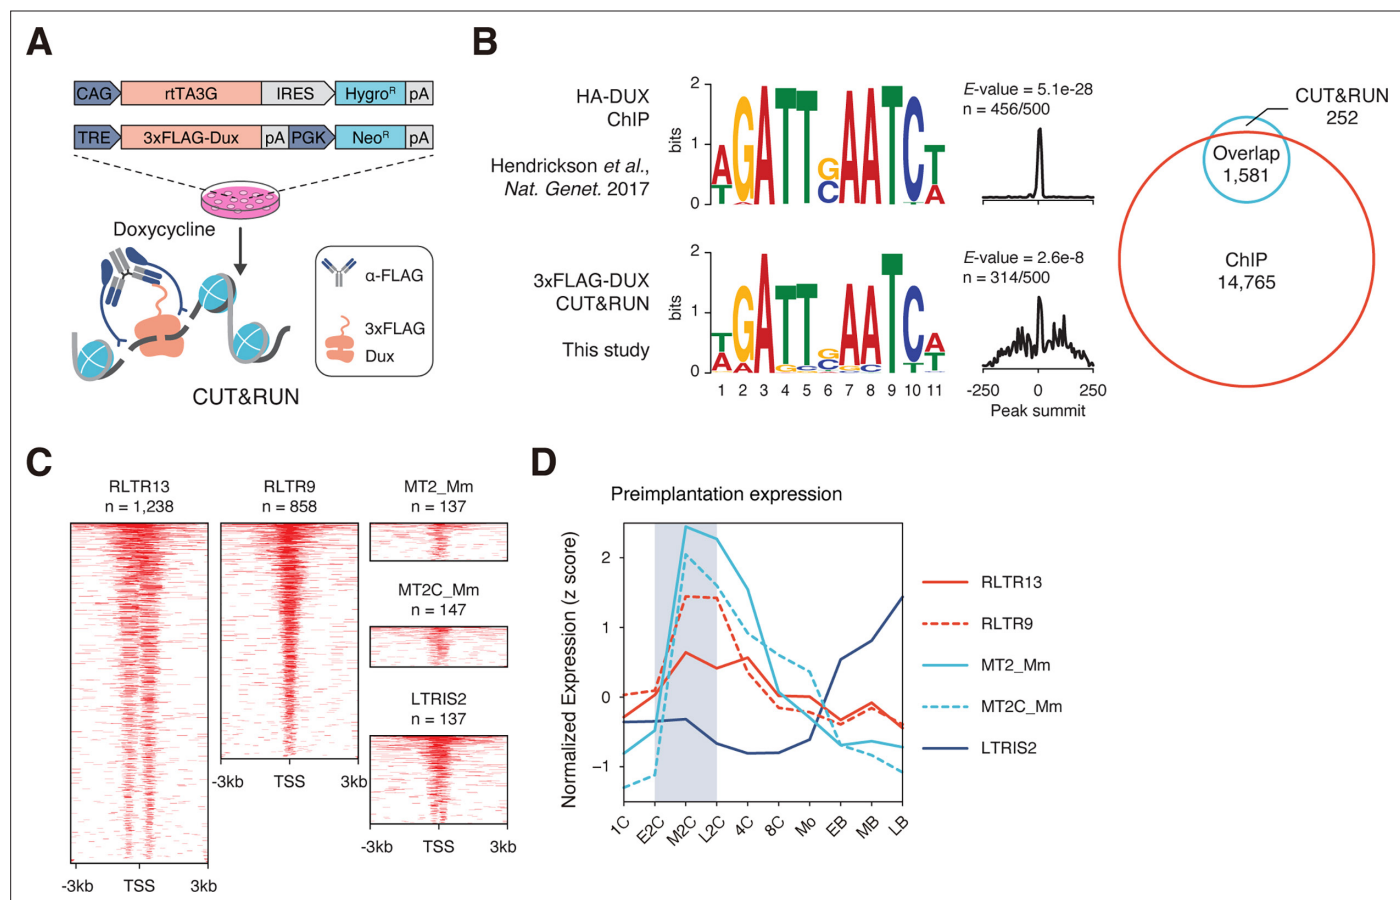 A
CAG rtTA3G IRES Hygroᴿ pA
TRE 3xFLAG-Dux pA PGK Neoᴿ pA
Doxycycline
α-FLAG
3xFLAG
Dux
CUT&RUN
B
HA-DUX
ChIP
Hendrickson et al.,
Nat. Genet. 2017
2
bits
1
0
A T G A T T G C A A T C T A
E-value = 5.1e-28
n = 456/500
3xFLAG-DUX
CUT&RUN
This study
2
bits
1
0
T A G A A T T G C A A T C T A T
1 2 3 4 5 6 7 8 9 10 11
E-value = 2.6e-8
n = 314/500
-250 0 250
Peak summit
CUT&RUN
252
Overlap
1,581
ChIP
14,765
C
RLTR13
n = 1,238
-3kb TSS 3kb
RLTR9
n = 858
-3kb TSS 3kb
MT2_Mm
n = 137
MT2C_Mm
n = 147
LTRIS2
n = 137
-3kb TSS 3kb
D
Preimplantation expression
Normalized Expression (z score)
2
1
0
−1
1C E2C M2C L2C 4C 8C Mo EB MB LB
RLTR13
RLTR9
MT2_Mm
MT2C_Mm
LTRIS2